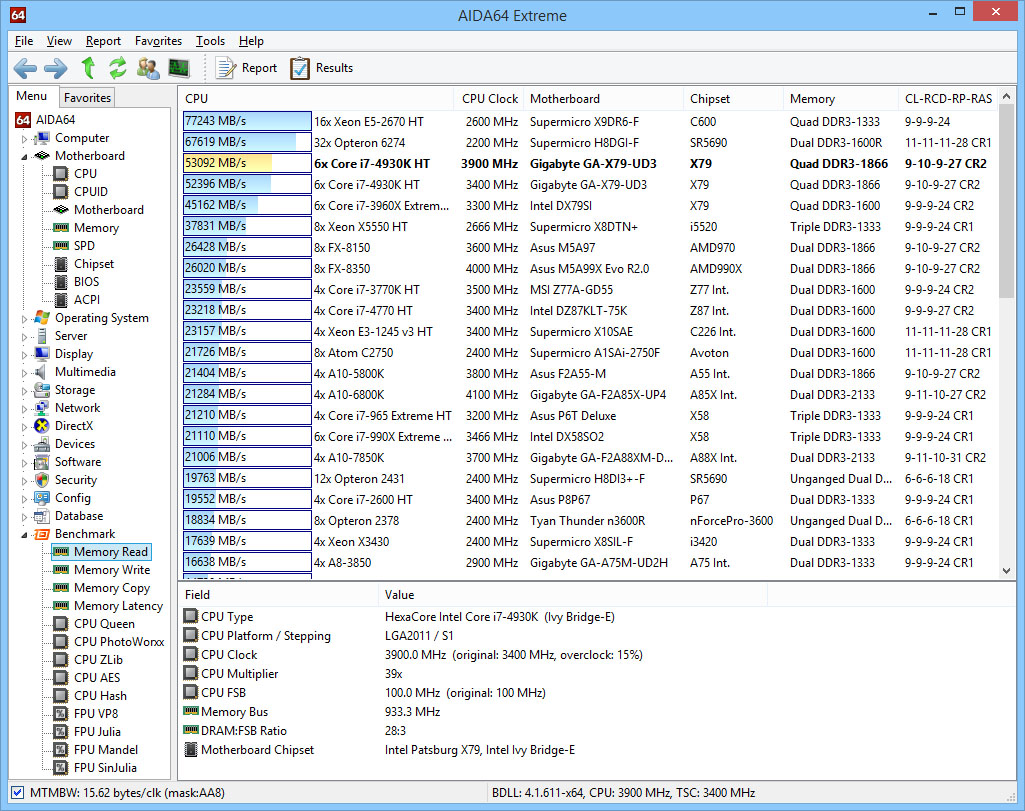 64 AIDA64 Extreme
File View Report Favorites Tools Help
Report Results
Menu Favorites
64 AIDA64
Computer
Motherboard
CPU
CPUID
Motherboard
Memory
SPD
Chipset
BIOS
ACPI
Operating System
Server
Display
Multimedia
Storage
Network
DirectX
Devices
Software
Security
Config
Database
Benchmark
Memory Read
Memory Write
Memory Copy
Memory Latency
CPU Queen
CPU PhotoWorxx
CPU ZLib
CPU AES
CPU Hash
FPU VP8
FPU Julia
FPU Mandel
FPU SinJulia
CPU CPU Clock Motherboard Chipset Memory CL-RCD-RP-RAS
77243 MB/s 16x Xeon E5-2670 HT 2600 MHz Supermicro X9DR6-F C600 Quad DDR3-1333 9-9-9-24
67619 MB/s 32x Opteron 6274 2200 MHz Supermicro H8DGI-F SR5690 Quad DDR3-1600R 11-11-11-28 CR1
53092 MB/s 6x Core i7-4930K HT 3900 MHz Gigabyte GA-X79-UD3 X79 Quad DDR3-1866 9-10-9-27 CR2
52396 MB/s 6x Core i7-4930K HT 3400 MHz Gigabyte GA-X79-UD3 X79 Quad DDR3-1866 9-10-9-27 CR2
45162 MB/s 6x Core i7-3960X Extrem... 3300 MHz Intel DX79SI X79 Quad DDR3-1600 9-9-9-24 CR2
37831 MB/s 8x Xeon X5550 HT 2666 MHz Supermicro X8DTN+ i5520 Triple DDR3-1333 9-9-9-24 CR1
26428 MB/s 8x FX-8150 3600 MHz Asus M5A97 AMD970 Dual DDR3-1866 9-10-9-27 CR2
26020 MB/s 8x FX-8350 4000 MHz Asus M5A99X Evo R2.0 AMD990X Dual DDR3-1866 9-10-9-27 CR2
23559 MB/s 4x Core i7-3770K HT 3500 MHz MSI Z77A-GD55 Z77 Int. Dual DDR3-1600 9-9-9-24 CR2
23218 MB/s 4x Core i7-4770 HT 3400 MHz Intel DZ87KLT-75K Z87 Int. Dual DDR3-1600 9-9-9-24 CR2
23157 MB/s 4x Xeon E3-1245 v3 HT 3400 MHz Supermicro X10SAE C226 Int. Dual DDR3-1600 11-11-11-28 CR1
21726 MB/s 8x Atom C2750 2400 MHz Supermicro A1SAi-2750F Avoton Dual DDR3-1600 11-11-11-28 CR1
21404 MB/s 4x A10-5800K 3800 MHz Asus F2A55-M A55 Int. Dual DDR3-1866 9-10-9-27 CR2
21284 MB/s 4x A10-6800K 4100 MHz Gigabyte GA-F2A85X-UP4 A85X Int. Dual DDR3-2133 9-11-10-27 CR2
21210 MB/s 4x Core i7-965 Extreme HT 3200 MHz Asus P6T Deluxe X58 Triple DDR3-1333 9-9-9-24 CR1
21110 MB/s 6x Core i7-990X Extreme ... 3466 MHz Intel DX58SO2 X58 Triple DDR3-1333 9-9-9-24 CR1
21006 MB/s 4x A10-7850K 3700 MHz Gigabyte GA-F2A88XM-D... A88X Int. Dual DDR3-2133 9-11-10-31 CR2
19763 MB/s 12x Opteron 2431 2400 MHz Supermicro H8DI3+-F SR5690 Unganged Dual D... 6-6-6-18 CR1
19552 MB/s 4x Core i7-2600 HT 3400 MHz Asus P8P67 P67 Dual DDR3-1333 9-9-9-24 CR1
18834 MB/s 8x Opteron 2378 2400 MHz Tyan Thunder n3600R nForcePro-3600 Unganged Dual D... 6-6-6-18 CR1
17639 MB/s 4x Xeon X3430 2400 MHz Supermicro X8SIL-F i3420 Dual DDR3-1333 9-9-9-24 CR1
16638 MB/s 4x A8-3850 2900 MHz Gigabyte GA-A75M-UD2H A75 Int. Dual DDR3-1333 9-9-9-24 CR1
Field Value
CPU Type HexaCore Intel Core i7-4930K (Ivy Bridge-E)
CPU Platform / Stepping LGA2011 / S1
CPU Clock 3900.0 MHz (original: 3400 MHz, overclock: 15%)
CPU Multiplier 39x
CPU FSB 100.0 MHz (original: 100 MHz)
Memory Bus 933.3 MHz
DRAM:FSB Ratio 28:3
Motherboard Chipset Intel Patsburg X79, Intel Ivy Bridge-E
MTMBW: 15.62 bytes/clk (mask:AA8) BDLL: 4.1.611-x64, CPU: 3900 MHz, TSC: 3400 MHz